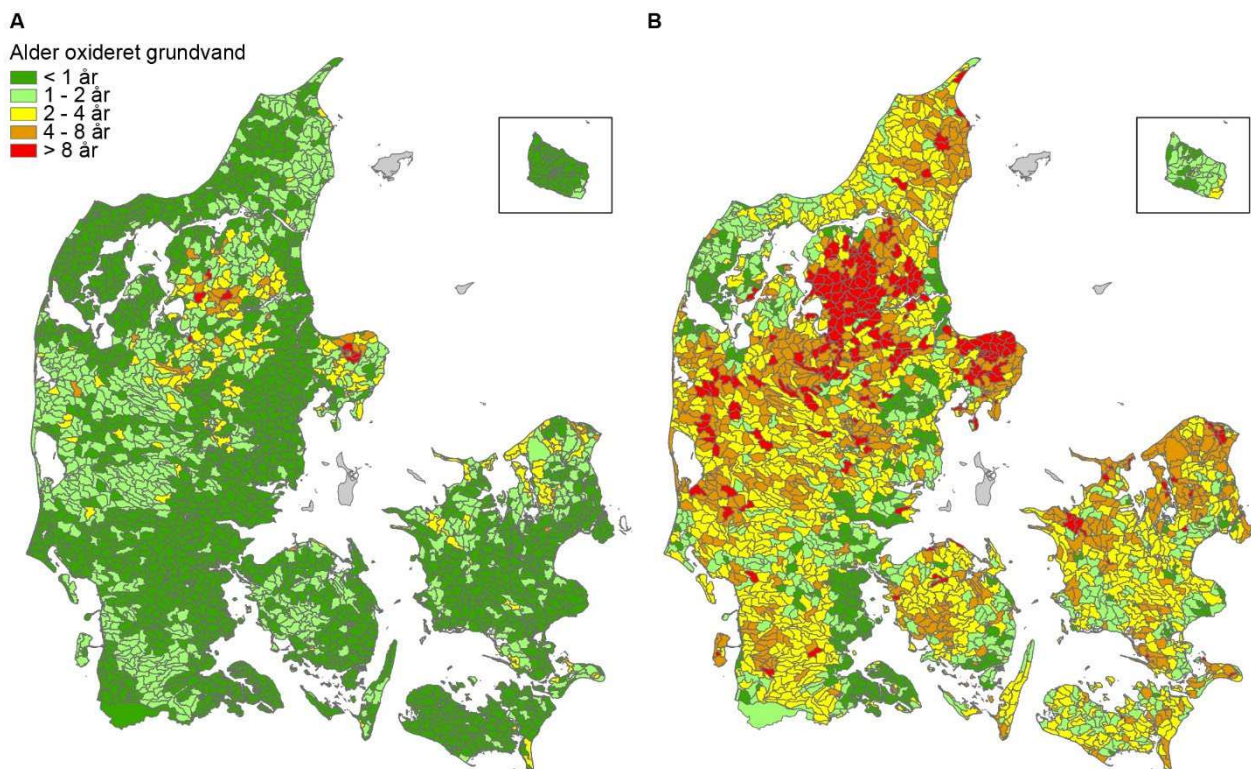 A
B
Alder oxideret grundvand
< 1 år
1 - 2 år
2 - 4 år
4 - 8 år
> 8 år